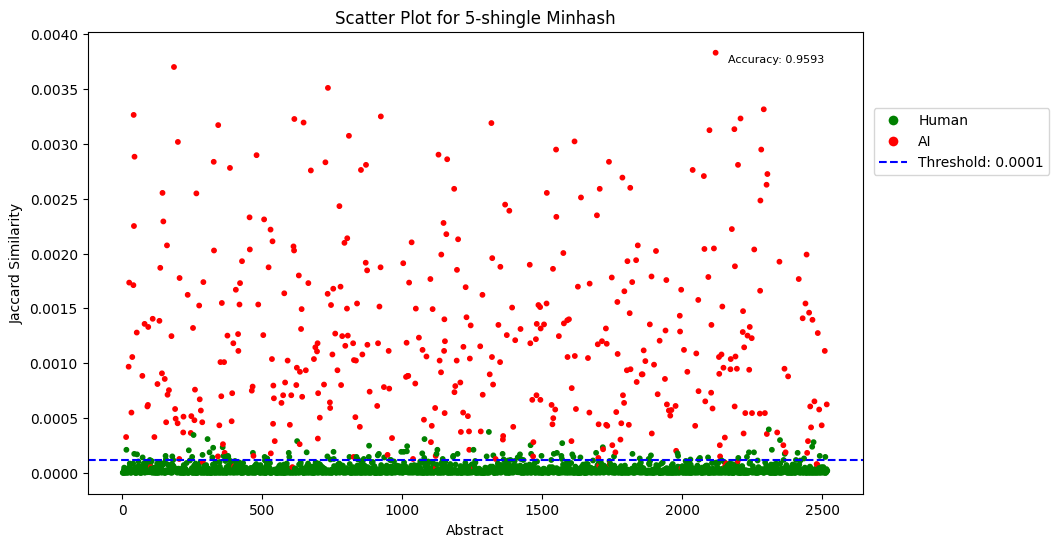 Scatter Plot for 5-shingle Minhash
0.0040
0.0035
0.0030
0.0025
0.0020
0.0015
0.0010
0.0005
0.0000
Jaccard Similarity
Accuracy: 0.9593
Human
AI
Threshold: 0.0001
0 500 1000 1500 2000 2500
Abstract